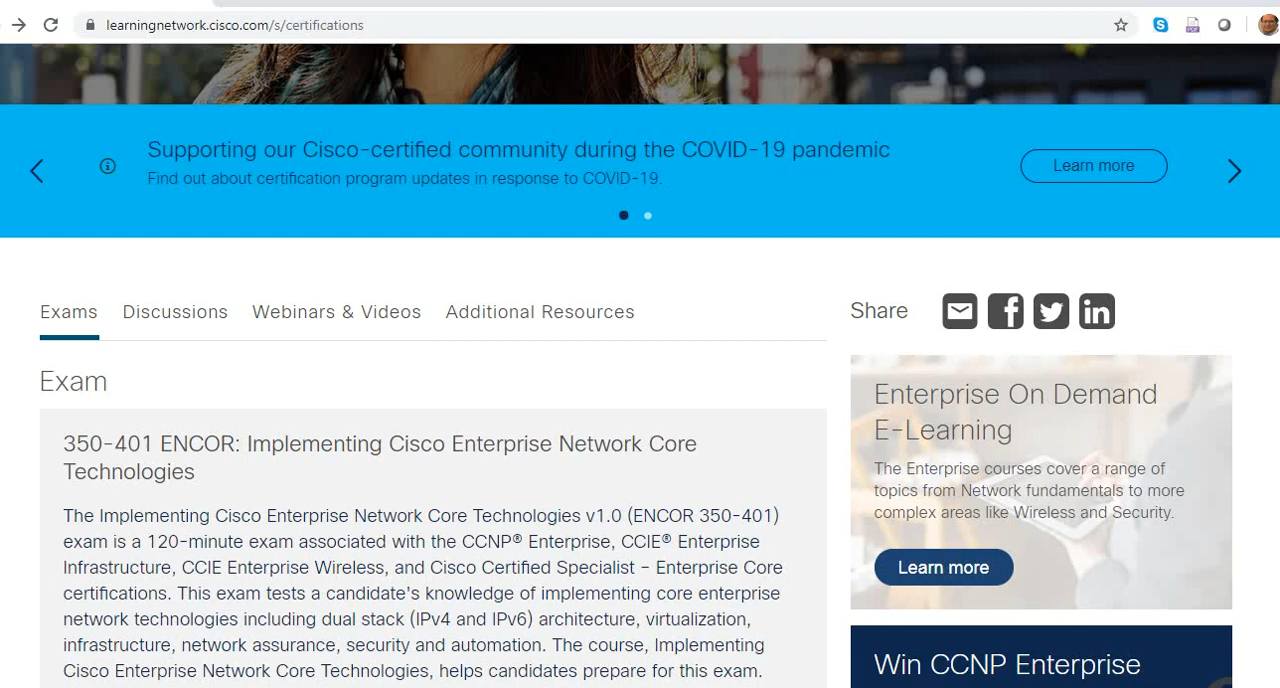 learningnetwork.cisco.com/s/certifications
Supporting our Cisco-certified community during the COVID-19 pandemic
Find out about certification program updates in response to COVID-19.
Learn more
Exams Discussions Webinars & Videos Additional Resources
Share
Exam
350-401 ENCOR: Implementing Cisco Enterprise Network Core
Technologies
The Implementing Cisco Enterprise Network Core Technologies v1.0 (ENCOR 350-401)
exam is a 120-minute exam associated with the CCNP® Enterprise, CCIE® Enterprise
Infrastructure, CCIE Enterprise Wireless, and Cisco Certified Specialist - Enterprise Core
certifications. This exam tests a candidate's knowledge of implementing core enterprise
network technologies including dual stack (IPv4 and IPv6) architecture, virtualization,
infrastructure, network assurance, security and automation. The course, Implementing
Cisco Enterprise Network Core Technologies, helps candidates prepare for this exam.
Enterprise On Demand
E-Learning
The Enterprise courses cover a range of
topics from Network fundamentals to more
complex areas like Wireless and Security.
Learn more
Win CCNP Enterprise